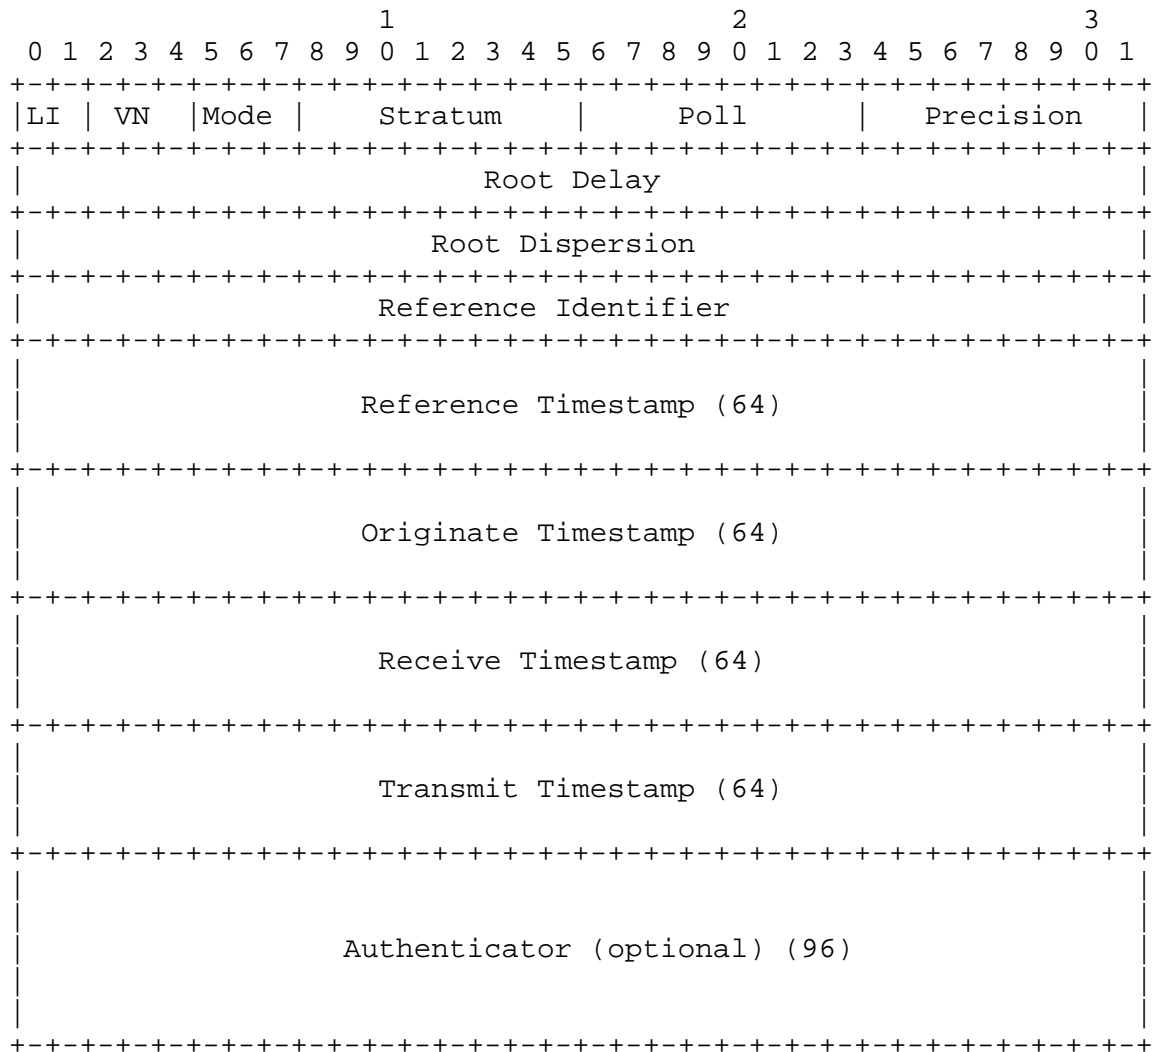 1                   2                   3
 0 1 2 3 4 5 6 7 8 9 0 1 2 3 4 5 6 7 8 9 0 1 2 3 4 5 6 7 8 9 0 1
+-+-+-+-+-+-+-+-+-+-+-+-+-+-+-+-+-+-+-+-+-+-+-+-+-+-+-+-+-+-+-+-+
|LI | VN  |Mode |    Stratum    |     Poll      |   Precision   |
+-+-+-+-+-+-+-+-+-+-+-+-+-+-+-+-+-+-+-+-+-+-+-+-+-+-+-+-+-+-+-+-+
|                          Root Delay                           |
+-+-+-+-+-+-+-+-+-+-+-+-+-+-+-+-+-+-+-+-+-+-+-+-+-+-+-+-+-+-+-+-+
|                       Root Dispersion                         |
+-+-+-+-+-+-+-+-+-+-+-+-+-+-+-+-+-+-+-+-+-+-+-+-+-+-+-+-+-+-+-+-+
|                    Reference Identifier                       |
+-+-+-+-+-+-+-+-+-+-+-+-+-+-+-+-+-+-+-+-+-+-+-+-+-+-+-+-+-+-+-+-+
|                                                               |
|                   Reference Timestamp (64)                    |
|                                                               |
+-+-+-+-+-+-+-+-+-+-+-+-+-+-+-+-+-+-+-+-+-+-+-+-+-+-+-+-+-+-+-+-+
|                                                               |
|                   Originate Timestamp (64)                    |
|                                                               |
+-+-+-+-+-+-+-+-+-+-+-+-+-+-+-+-+-+-+-+-+-+-+-+-+-+-+-+-+-+-+-+-+
|                                                               |
|                    Receive Timestamp (64)                     |
|                                                               |
+-+-+-+-+-+-+-+-+-+-+-+-+-+-+-+-+-+-+-+-+-+-+-+-+-+-+-+-+-+-+-+-+
|                                                               |
|                    Transmit Timestamp (64)                    |
|                                                               |
+-+-+-+-+-+-+-+-+-+-+-+-+-+-+-+-+-+-+-+-+-+-+-+-+-+-+-+-+-+-+-+-+
|                                                               |
|                                                               |
|                  Authenticator (optional) (96)                |
|                                                               |
|                                                               |
+-+-+-+-+-+-+-+-+-+-+-+-+-+-+-+-+-+-+-+-+-+-+-+-+-+-+-+-+-+-+-+-+